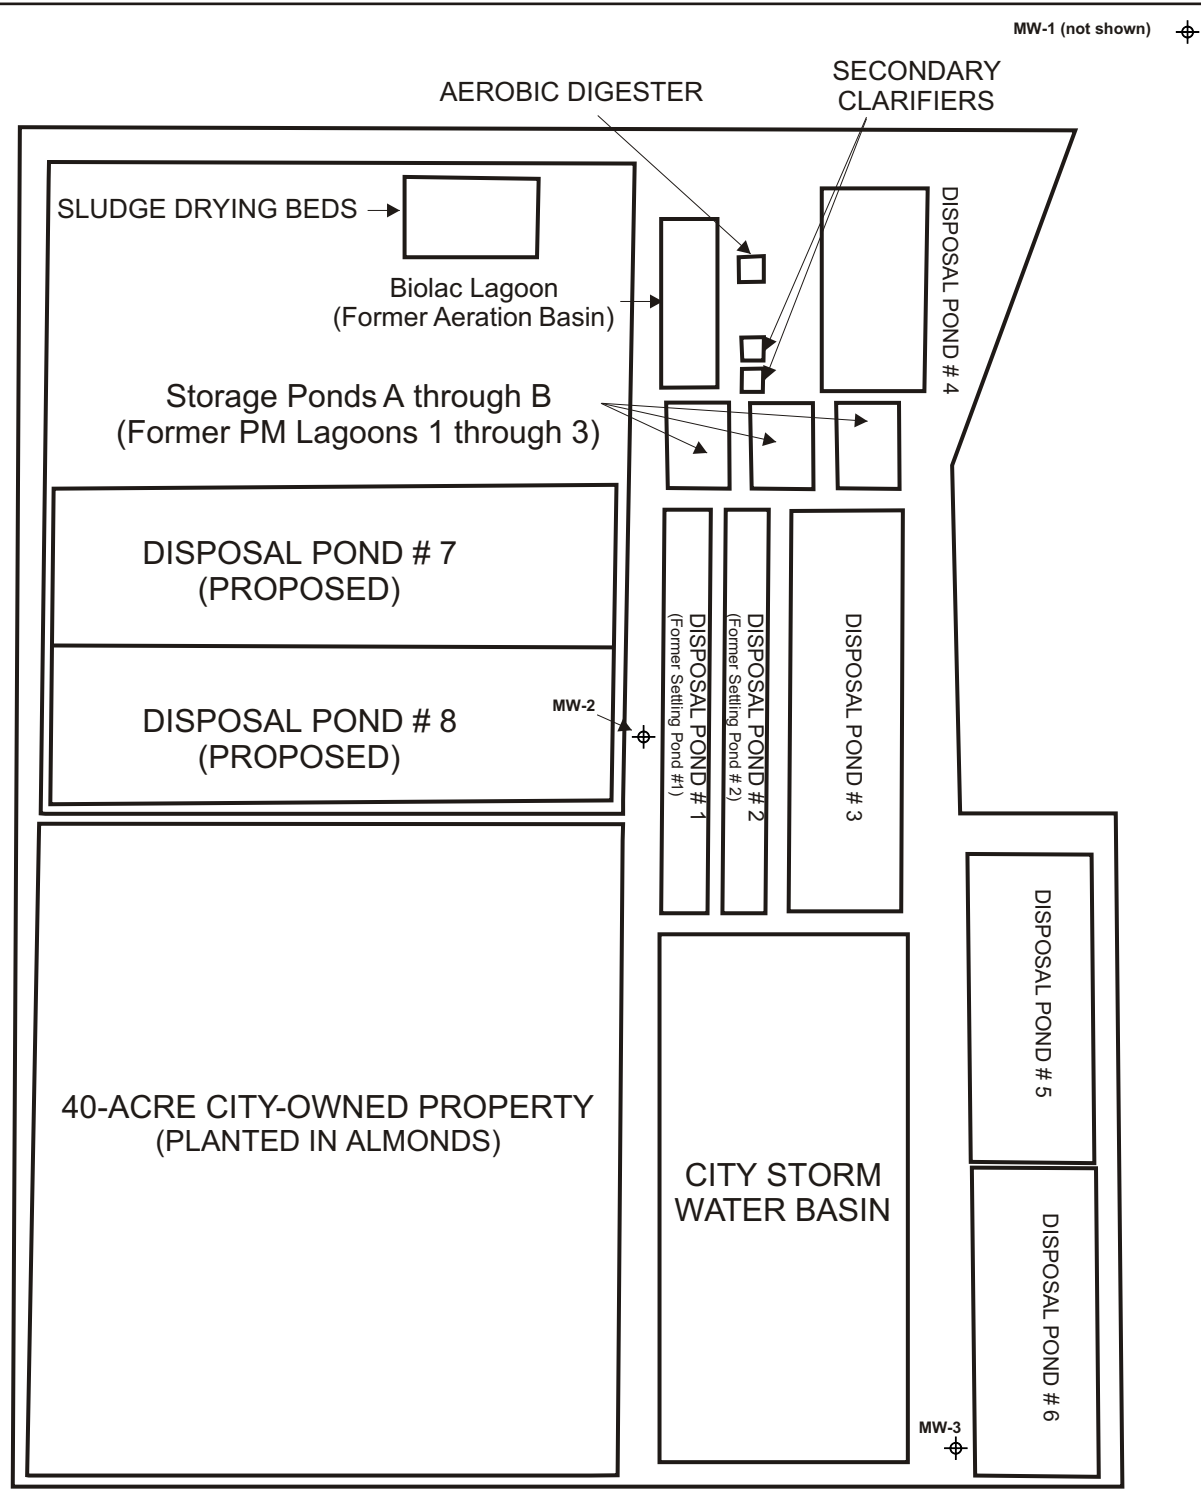 MW-1 (not shown)
AEROBIC DIGESTER
SECONDARY
CLARIFIERS
SLUDGE DRYING BEDS
DISPOSAL POND # 4
Biolac Lagoon
(Former Aeration Basin)
Storage Ponds A through B
(Former PM Lagoons 1 through 3)
DISPOSAL POND # 7
(PROPOSED)
DISPOSAL POND # 8
(PROPOSED)
MW-2
DISPOSAL POND # 1
(Former Settling Pond #1)
DISPOSAL POND # 2
(Former Settling Pond # 2)
DISPOSAL POND # 3
DISPOSAL POND # 5
40-ACRE CITY-OWNED PROPERTY
(PLANTED IN ALMONDS)
CITY STORM
WATER BASIN
DISPOSAL POND # 6
MW-3